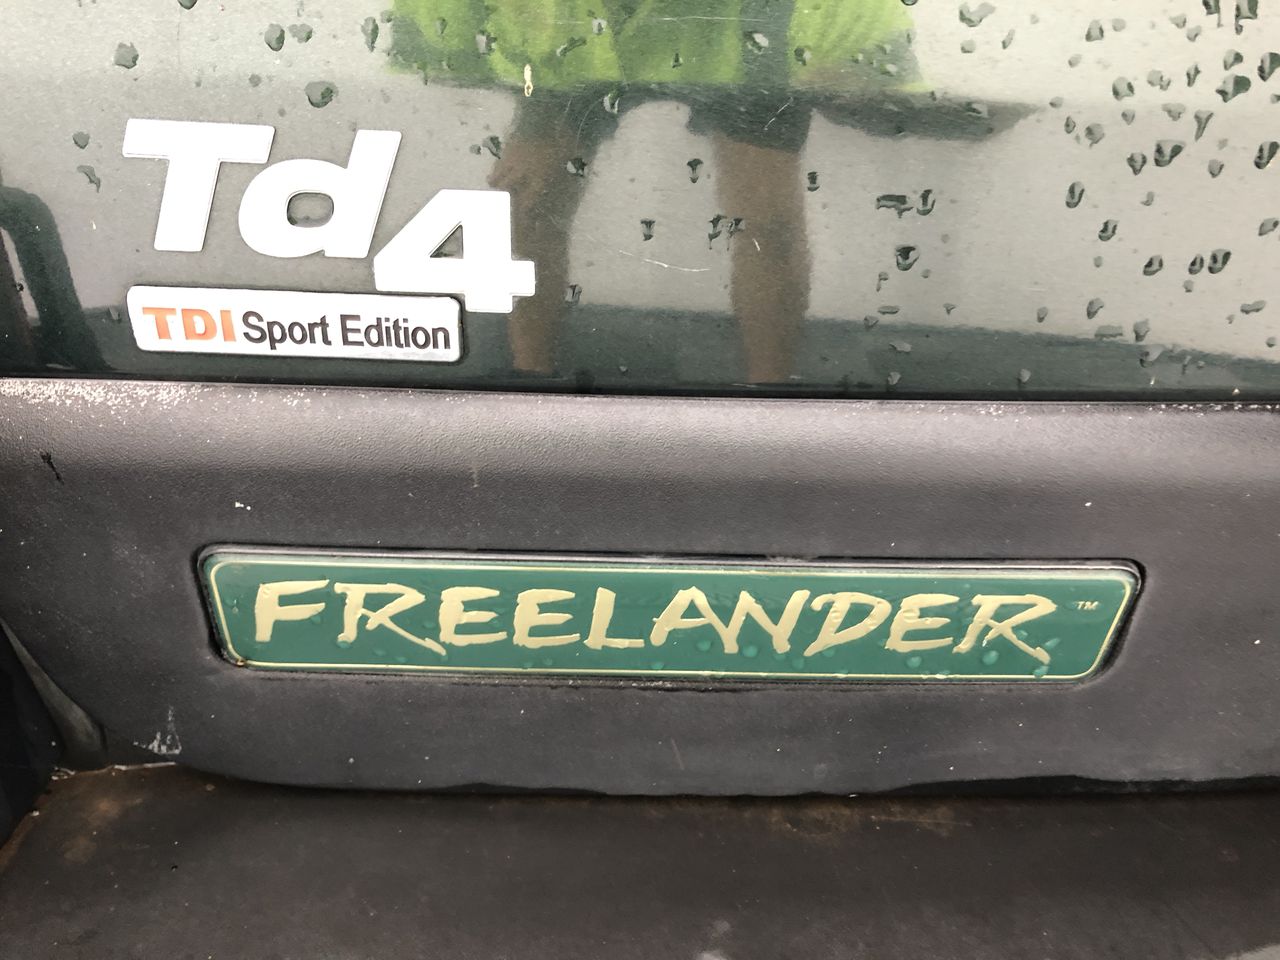 Td4
TDI Sport Edition
FREELANDER™